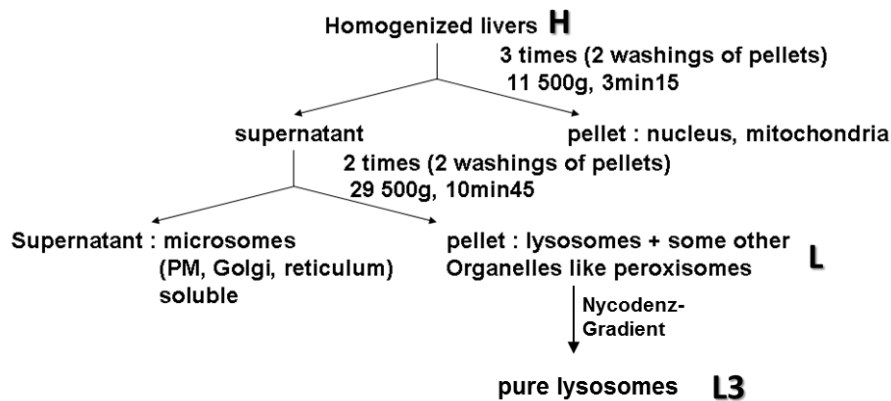 Homogenized livers H
3 times (2 washings of pellets)
11 500g, 3min15
supernatant
pellet : nucleus, mitochondria
2 times (2 washings of pellets)
29 500g, 10min45
Supernatant : microsomes
(PM, Golgi, reticulum)
soluble
pellet : lysosomes + some other
Organelles like peroxisomes
L
Nycodenz-
Gradient
pure lysosomes L3